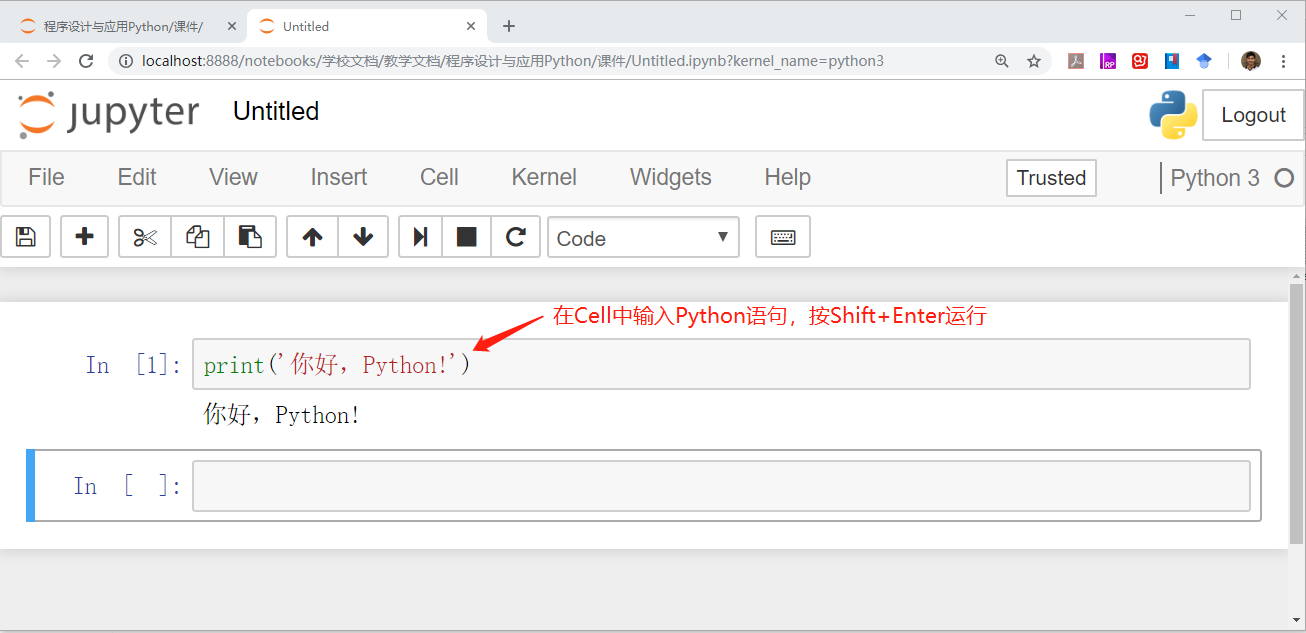 程序设计与应用Python/课件/
Untitled
localhost:8888/notebooks/学校文档/教学文档/程序设计与应用Python/课件/Untitled.ipynb?kernel_name=python3
jupyter Untitled
Logout
File Edit View Insert Cell Kernel Widgets Help Trusted Python 3
Code
在Cell中输入Python语句，按Shift+Enter运行
In [1]: print('你好，Python!')
你好，Python!
In [ ]: